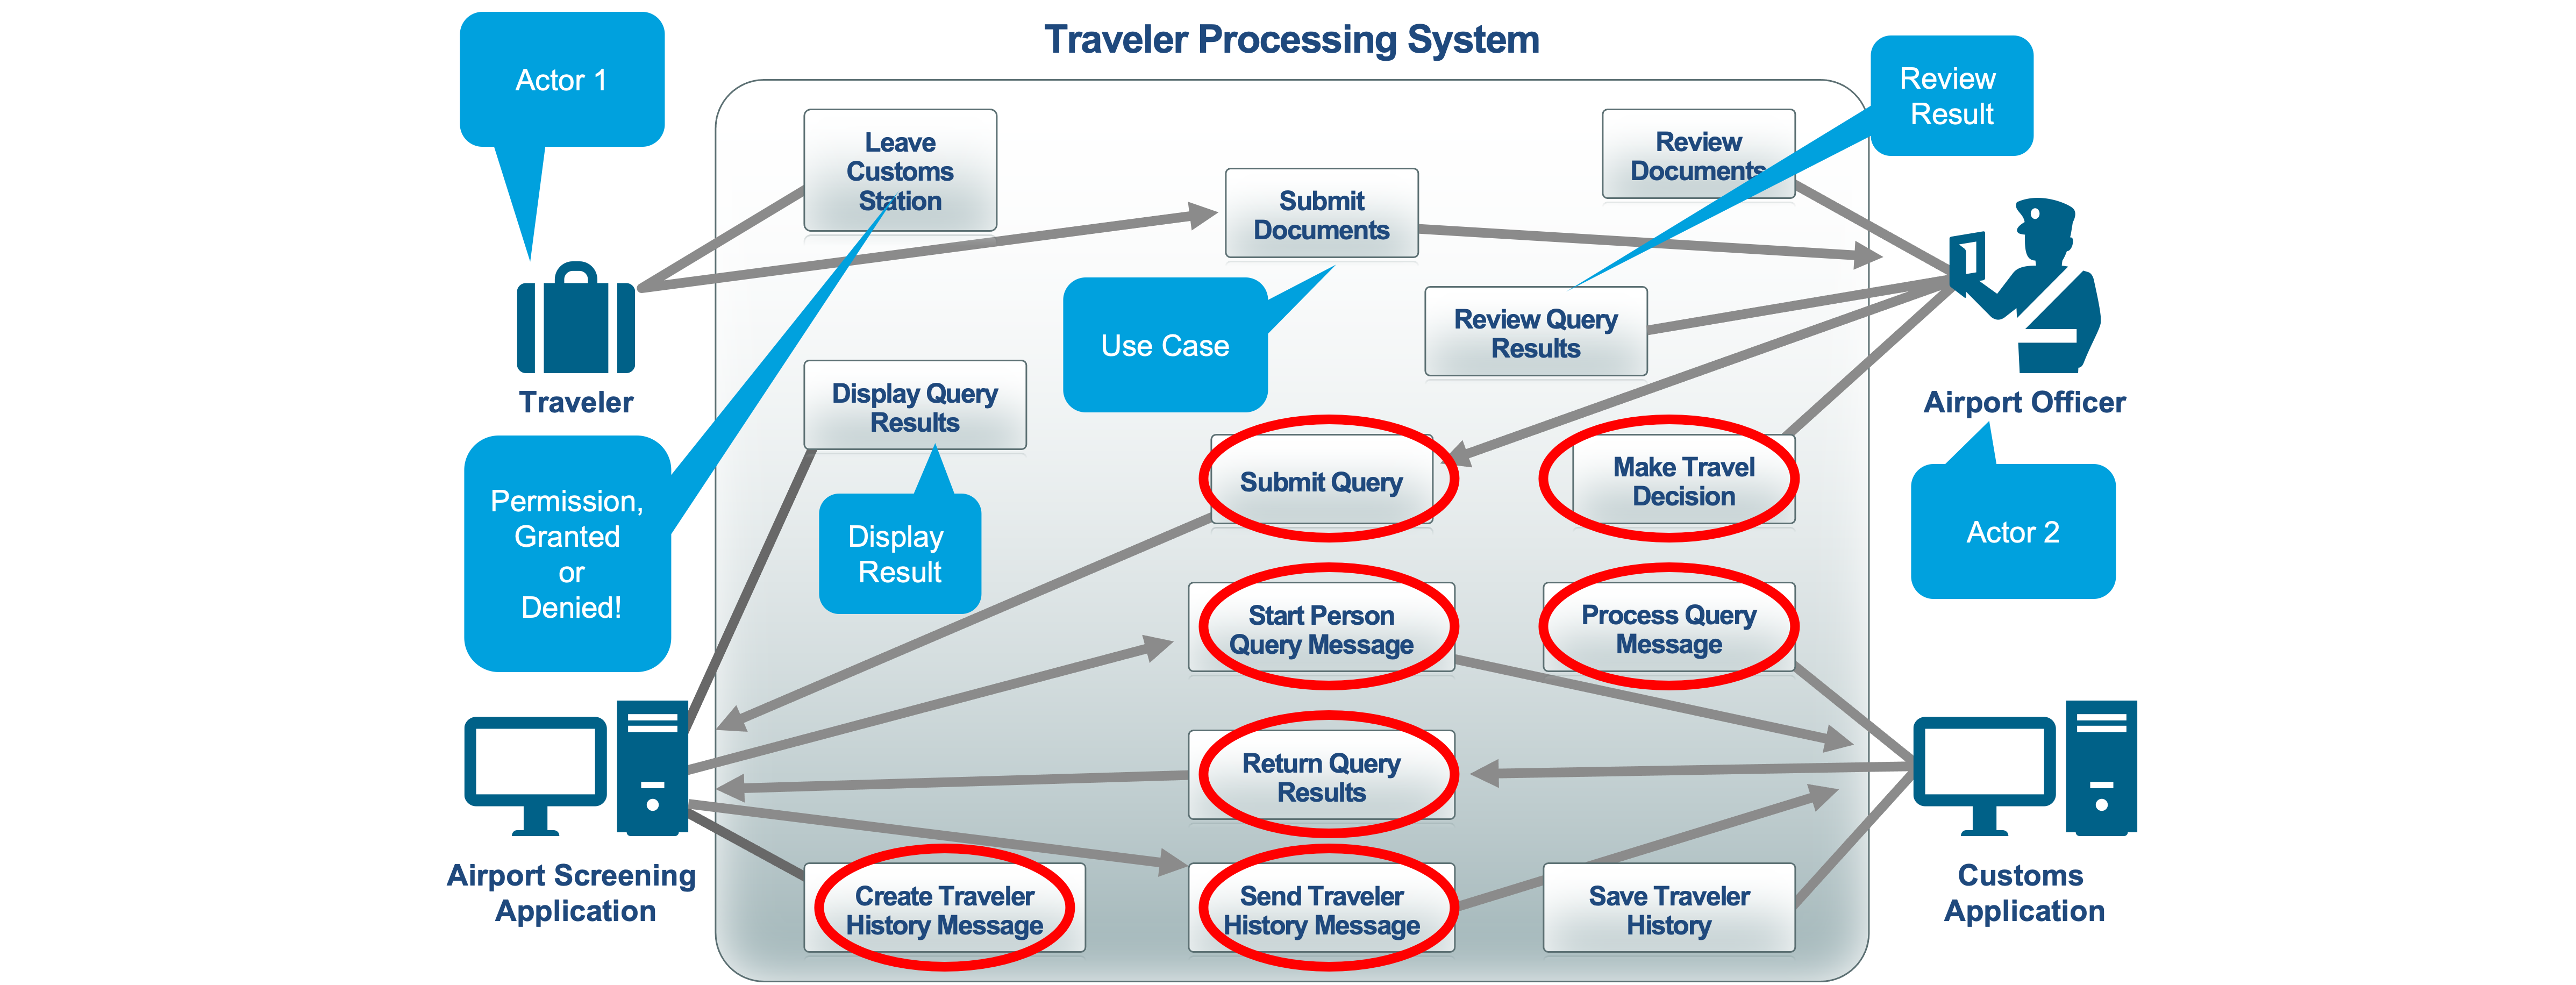 Traveler Processing System
Actor 1
Review
Result
Leave
Customs
Station
Review
Documents
Submit
Documents
Use Case
Review Query
Results
Traveler
Airport Officer
Display Query
Results
Permission,
Granted
or
Denied!
Display
Result
Submit Query
Make Travel
Decision
Actor 2
Start Person
Query Message
Process Query
Message
Return Query
Results
Airport Screening
Application
Customs
Application
Create Traveler
History Message
Send Traveler
History Message
Save Traveler
History